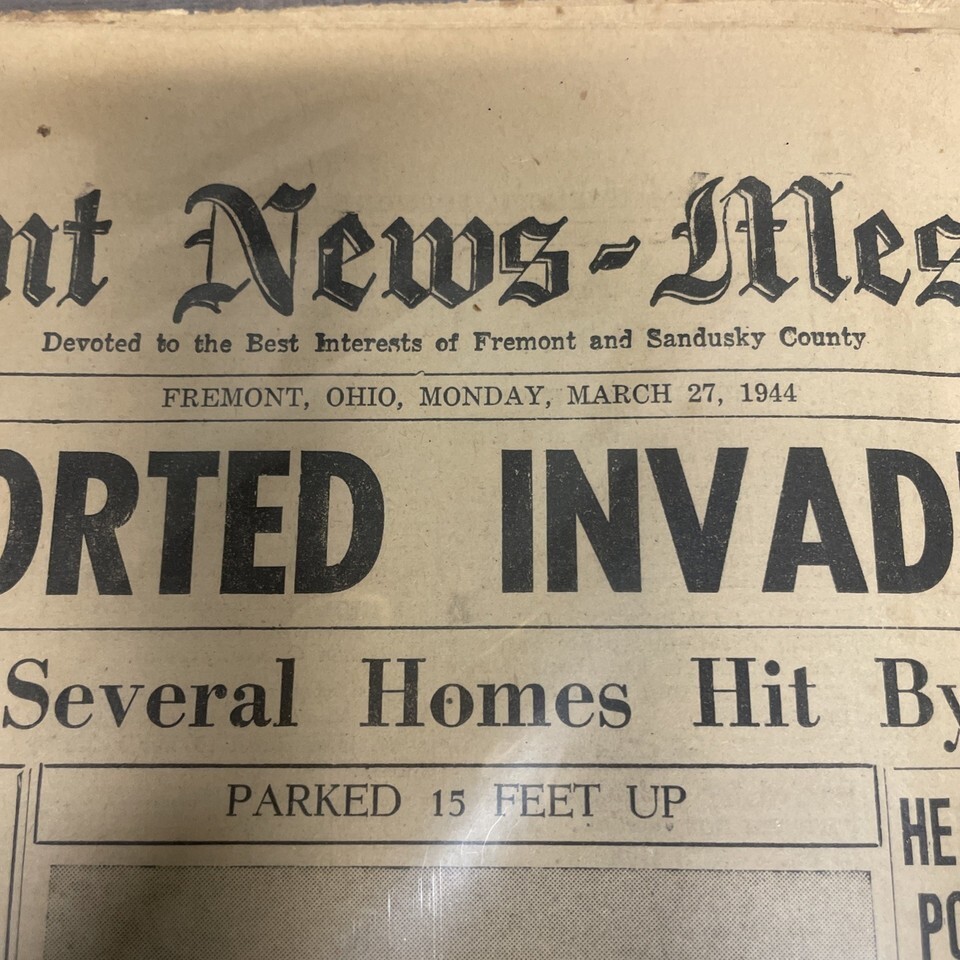 nt News-Mes
Devoted to the Best Interests of Fremont and Sandusky County
FREMONT, OHIO, MONDAY, MARCH 27, 1944
ORTED INVAD
Several Homes Hit By
PARKED 15 FEET UP
HE
PO